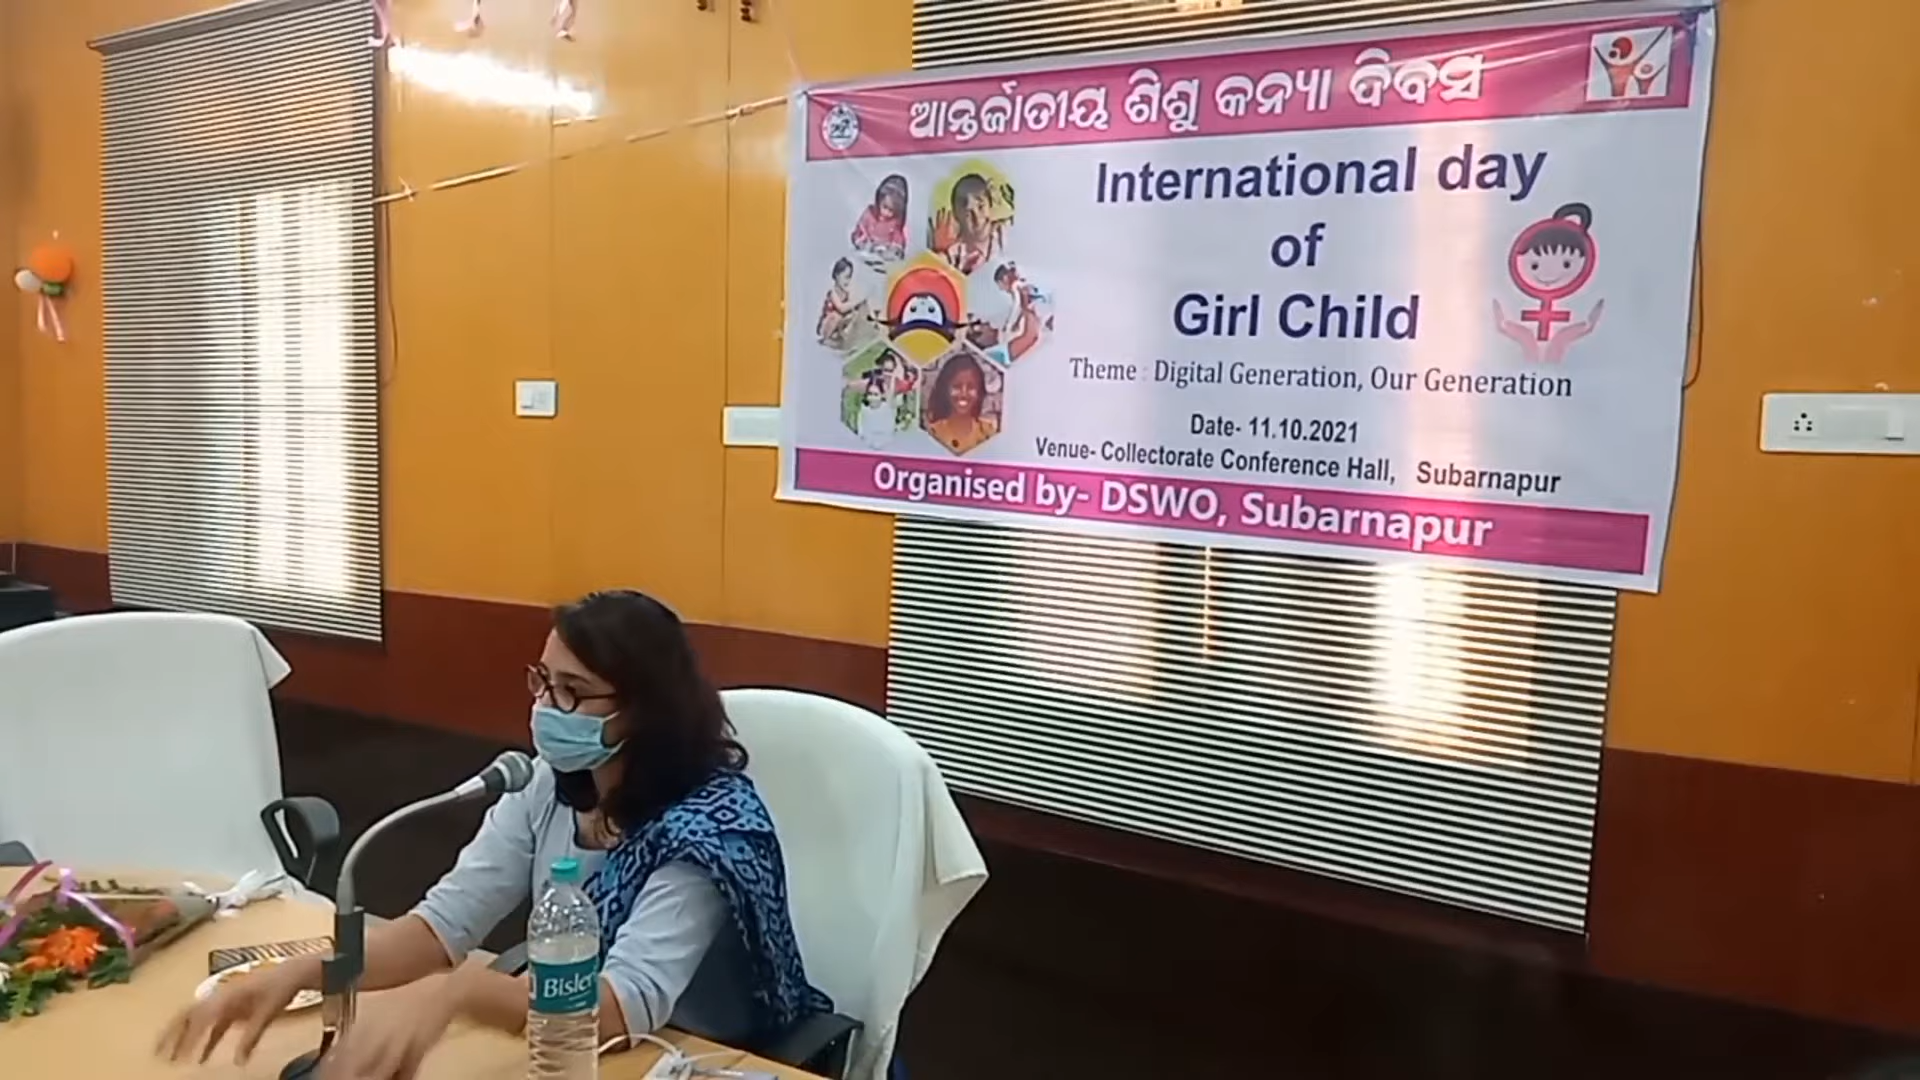 ଆନ୍ତର୍ଜାତୀୟ ଶିଶୁ କନ୍ୟା ଦିବସ
International day
of
Girl Child
Theme : Digital Generation, Our Generation
Date- 11.10.2021
Venue- Collectorate Conference Hall, Subarnapur
Organised by- DSWO, Subarnapur
Bisler